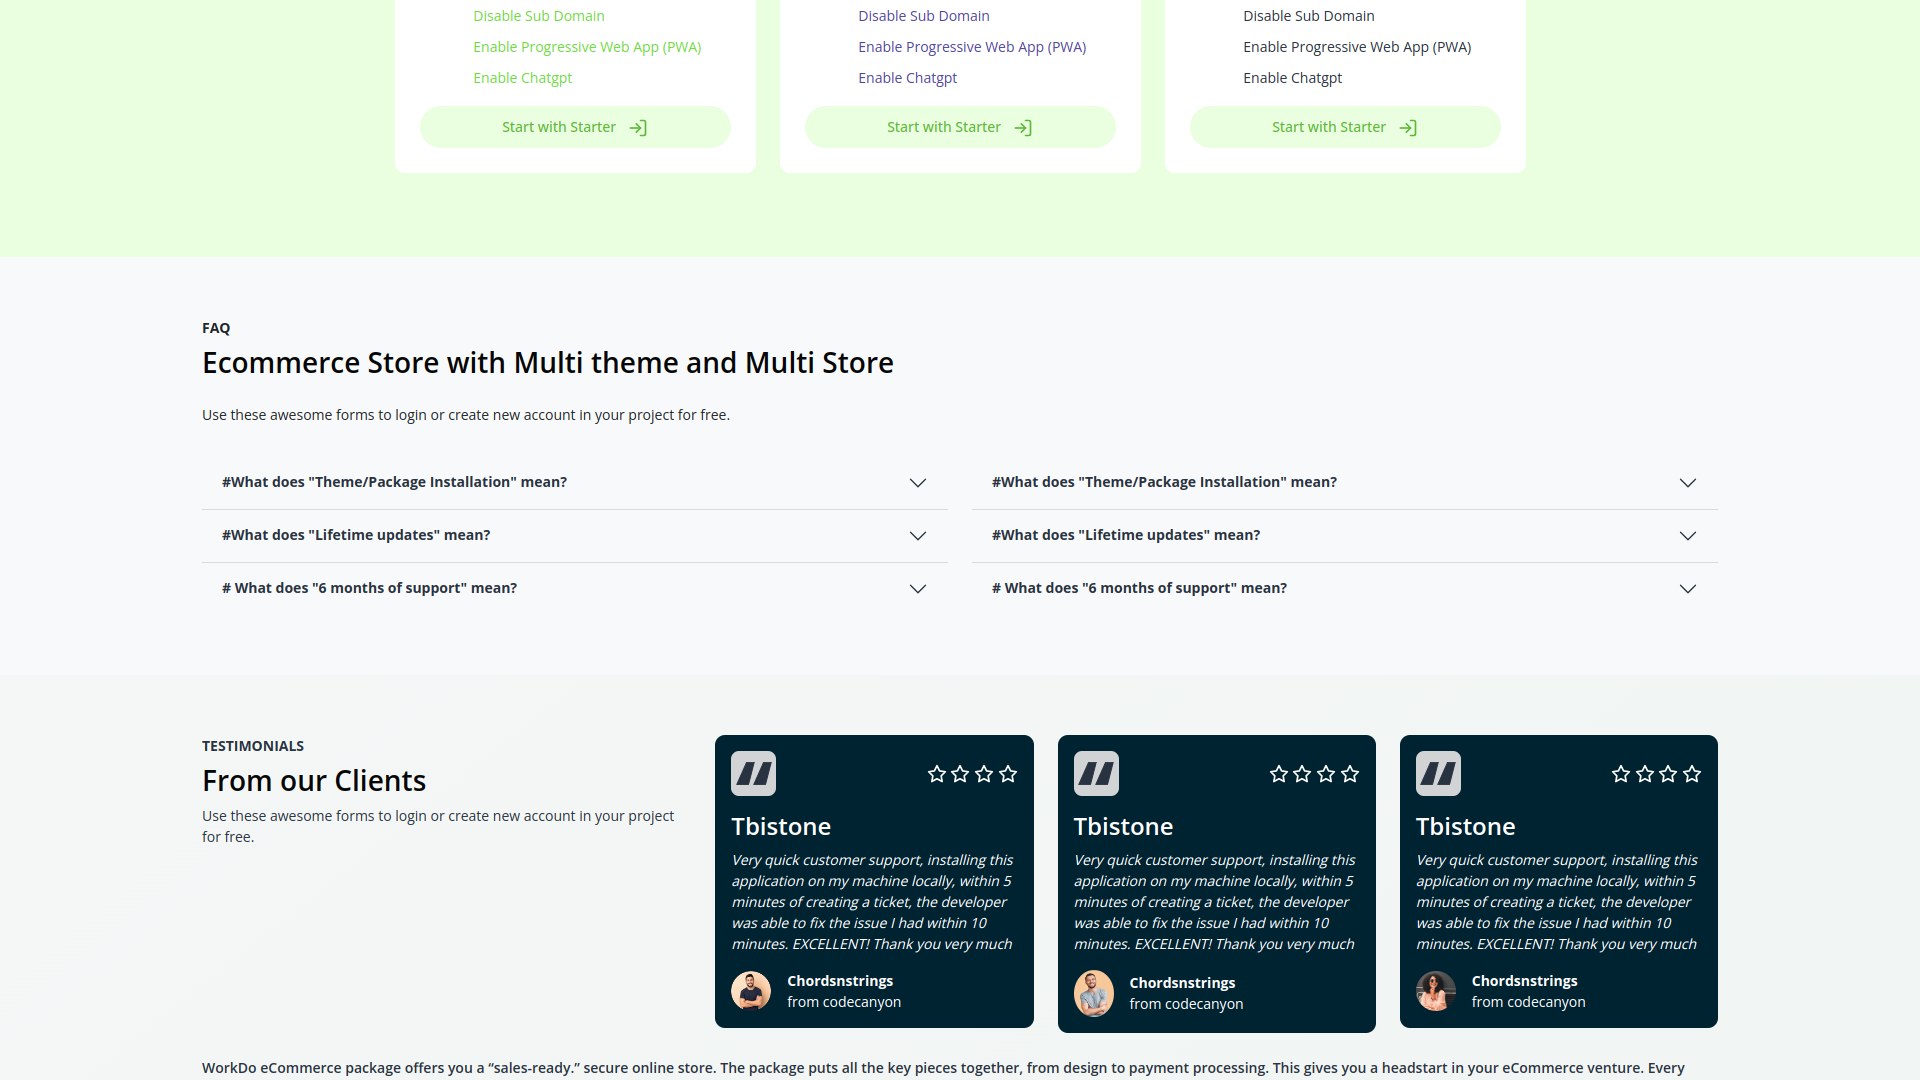 Disable Sub Domain
Enable Progressive Web App (PWA)
Enable Chatgpt
Start with Starter
Disable Sub Domain
Enable Progressive Web App (PWA)
Enable Chatgpt
Start with Starter
Disable Sub Domain
Enable Progressive Web App (PWA)
Enable Chatgpt
Start with Starter
FAQ
Ecommerce Store with Multi theme and Multi Store
Use these awesome forms to login or create new account in your project for free.
#What does "Theme/Package Installation" mean?
#What does "Lifetime updates" mean?
# What does "6 months of support" mean?
#What does "Theme/Package Installation" mean?
#What does "Lifetime updates" mean?
# What does "6 months of support" mean?
TESTIMONIALS
From our Clients
Use these awesome forms to login or create new account in your project
for free.
Tbistone
Very quick customer support, installing this
application on my machine locally, within 5
minutes of creating a ticket, the developer
was able to fix the issue I had within 10
minutes. EXCELLENT! Thank you very much
Chordsnstrings
from codecanyon
Tbistone
Very quick customer support, installing this
application on my machine locally, within 5
minutes of creating a ticket, the developer
was able to fix the issue I had within 10
minutes. EXCELLENT! Thank you very much
Chordsnstrings
from codecanyon
Tbistone
Very quick customer support, installing this
application on my machine locally, within 5
minutes of creating a ticket, the developer
was able to fix the issue I had within 10
minutes. EXCELLENT! Thank you very much
Chordsnstrings
from codecanyon
WorkDo eCommerce package offers you a “sales-ready.” secure online store. The package puts all the key pieces together, from design to payment processing. This gives you a headstart in your eCommerce venture. Every